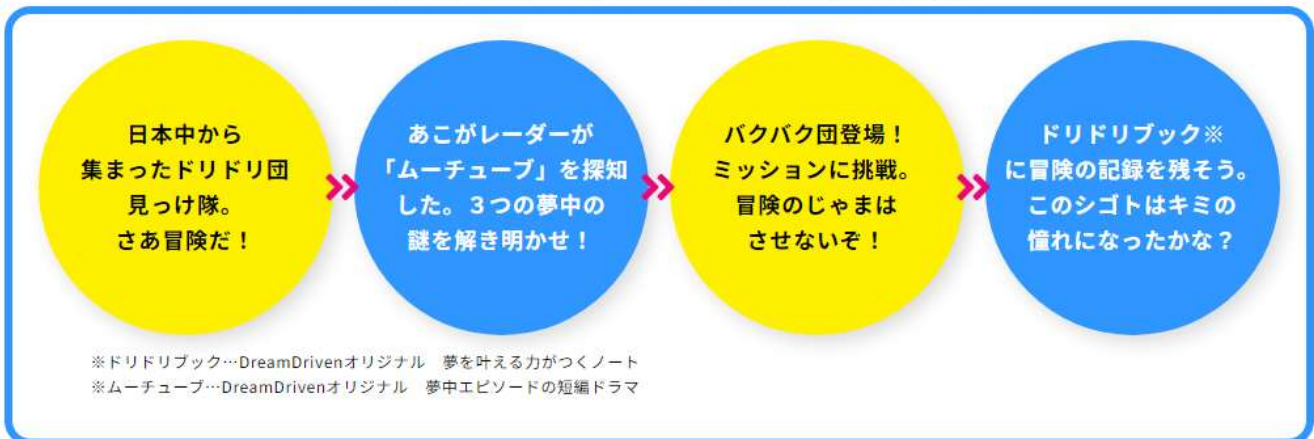 日本中から
集まったドリドリ団
見っけ隊。
さあ冒険だ！
あこがレーダーが
「ムーチューブ」を探知
した。３つの夢中の
謎を解き明かせ！
バクバク団登場！
ミッションに挑戦。
冒険のじゃまは
させないぞ！
ドリドリブック※
に冒険の記録を残そう。
このシゴトはキミの
憧れになったかな？
※ドリドリブック…DreamDrivenオリジナル　夢を叶える力がつくノート
※ムーチューブ…DreamDrivenオリジナル　夢中エピソードの短編ドラマ